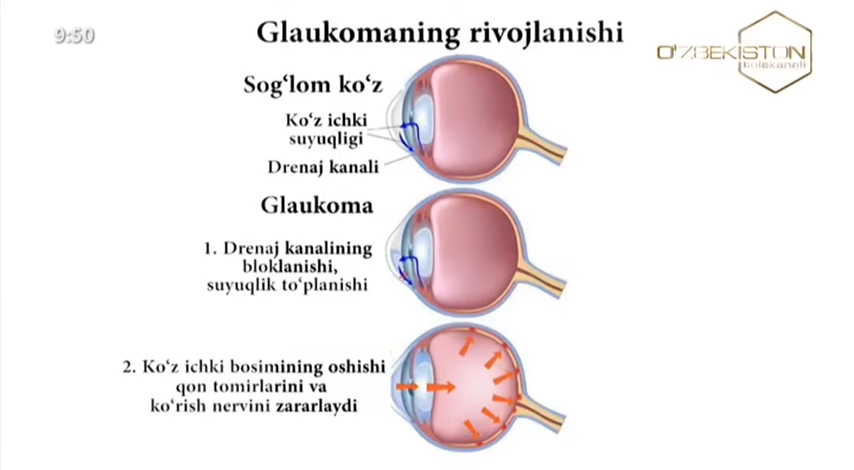 9:50
Glaukomaning rivojlanishi
O'ZBEKISTON
telekanali
Sog‘lom ko‘z
Ko‘z ichki
suyuqligi
Drenaj kanali
Glaukoma
1. Drenaj kanalining
bloklanishi,
suyuqlik to‘planishi
2. Ko‘z ichki bosimining oshishi
qon tomirlarini va
ko‘rish nervini zararlaydi